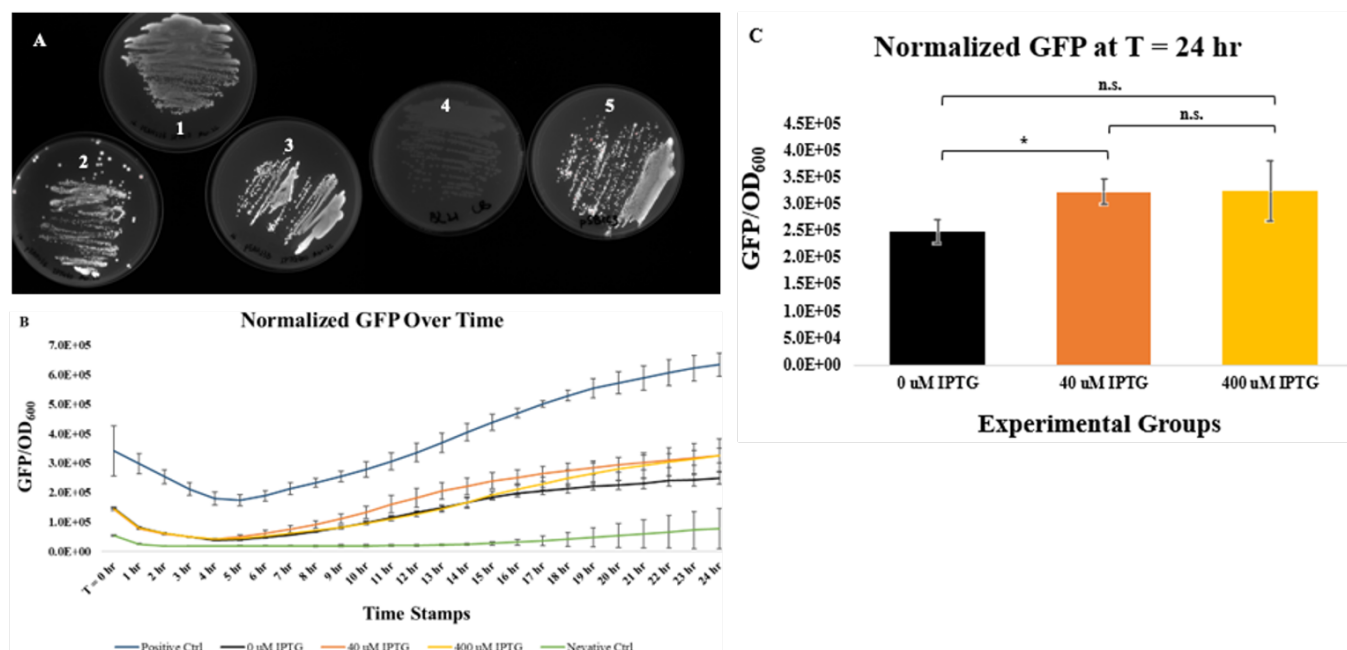 A
1
2
3
4
5
BL21 UB
B
Normalized GFP Over Time
GFP/OD600
7.0E+05
6.0E+05
5.0E+05
4.0E+05
3.0E+05
2.0E+05
1.0E+05
0.0E+00
T = 0 hr
1 hr
2 hr
3 hr
4 hr
5 hr
6 hr
7 hr
8 hr
9 hr
10 hr
11 hr
12 hr
13 hr
14 hr
15 hr
16 hr
17 hr
18 hr
19 hr
20 hr
21 hr
22 hr
23 hr
24 hr
Time Stamps
Positive Ctrl 0 uM IPTG 40 uM IPTG 400 uM IPTG Nevative Ctrl
C
Normalized GFP at T = 24 hr
n.s.
n.s.
*
GFP/OD600
4.5E+05
4.0E+05
3.5E+05
3.0E+05
2.5E+05
2.0E+05
1.5E+05
1.0E+05
5.0E+04
0.0E+00
0 uM IPTG
40 uM IPTG
400 uM IPTG
Experimental Groups